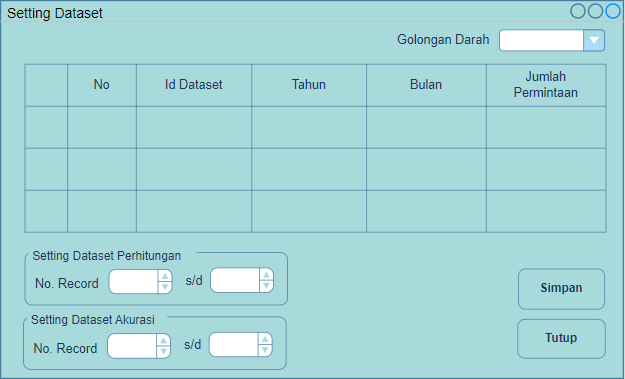 Setting Dataset
Golongan Darah
No Id Dataset Tahun Bulan Jumlah Permintaan
Setting Dataset Perhitungan
No. Record s/d
Simpan
Setting Dataset Akurasi
No. Record s/d
Tutup